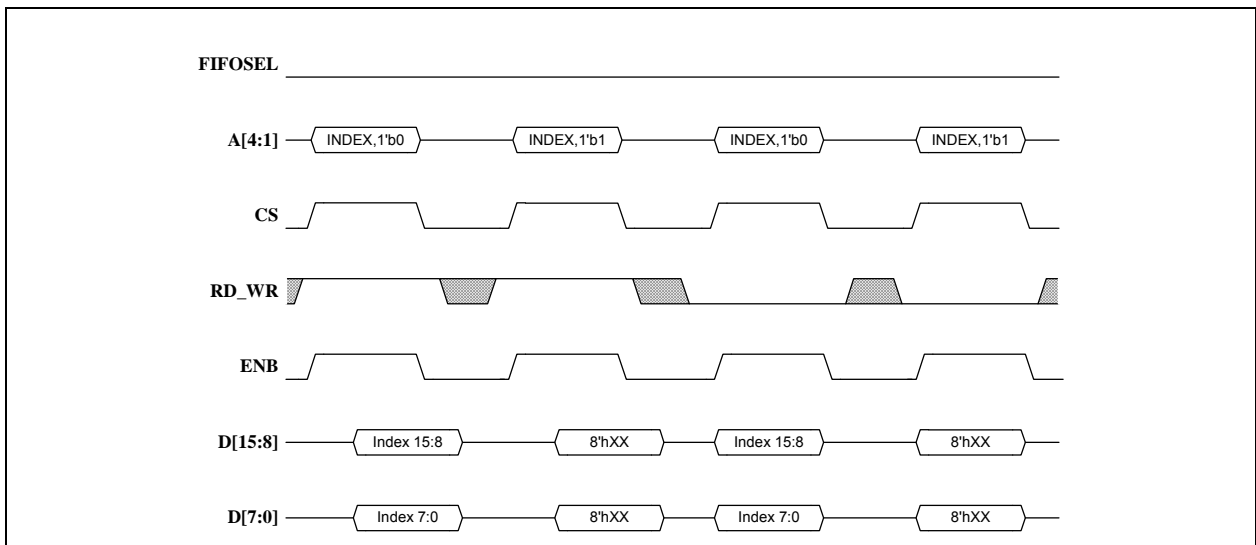 FIFOSEL
A[4:1] INDEX,1'b0 INDEX,1'b1 INDEX,1'b0 INDEX,1'b1
CS
RD_WR
ENB
D[15:8] Index 15:8 8'hXX Index 15:8 8'hXX
D[7:0] Index 7:0 8'hXX Index 7:0 8'hXX